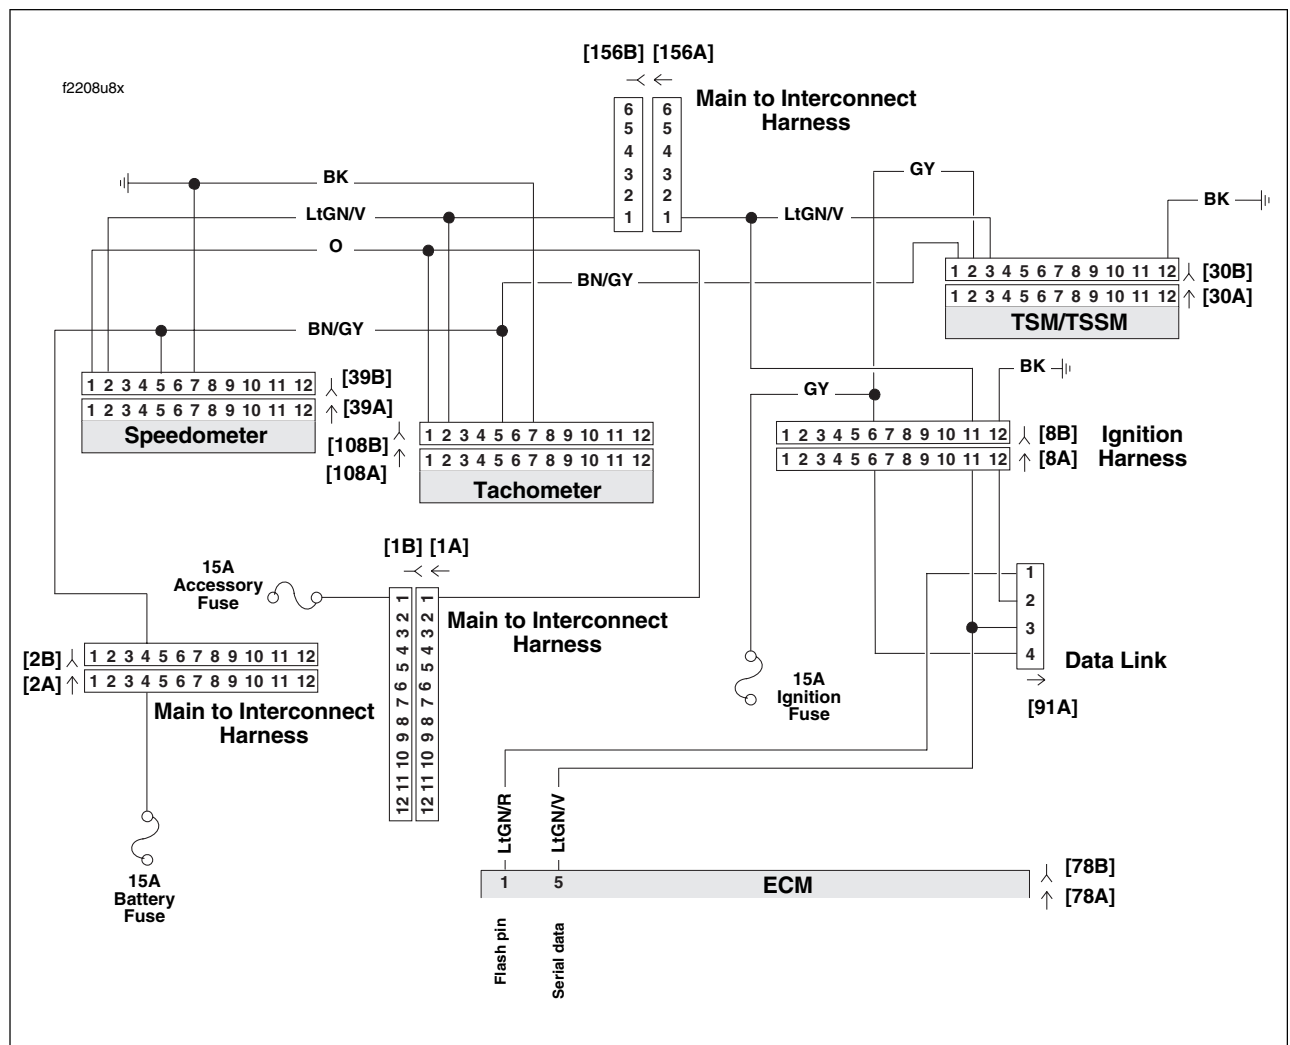 [156B] [156A]
f2208u8x
Main to Interconnect
Harness
6 6
5 5
4 4
3 3
2 2
1 1
GY
BK
BK
LtGN/V
LtGN/V
O
BN/GY
1 2 3 4 5 6 7 8 9 10 11 12 [30B]
1 2 3 4 5 6 7 8 9 10 11 12 [30A]
TSM/TSSM
BN/GY
BK
GY
1 2 3 4 5 6 7 8 9 10 11 12 [39B]
1 2 3 4 5 6 7 8 9 10 11 12 [39A]
Speedometer
[108B] 1 2 3 4 5 6 7 8 9 10 11 12
[108A] 1 2 3 4 5 6 7 8 9 10 11 12
Tachometer
1 2 3 4 5 6 7 8 9 10 11 12 [8B]
1 2 3 4 5 6 7 8 9 10 11 12 [8A]
Ignition
Harness
[1B] [1A]
15A
Accessory
Fuse
12 11 10 9 8 7 6 5 4 3 2 1
12 11 10 9 8 7 6 5 4 3 2 1
Main to Interconnect
Harness
1
2
3
4
Data Link
[91A]
[2B] 1 2 3 4 5 6 7 8 9 10 11 12
[2A] 1 2 3 4 5 6 7 8 9 10 11 12
Main to Interconnect
Harness
15A
Ignition
Fuse
15A
Battery
Fuse
LtGN/R
LtGN/V
1 5 ECM
[78B]
[78A]
Flash pin
Serial data